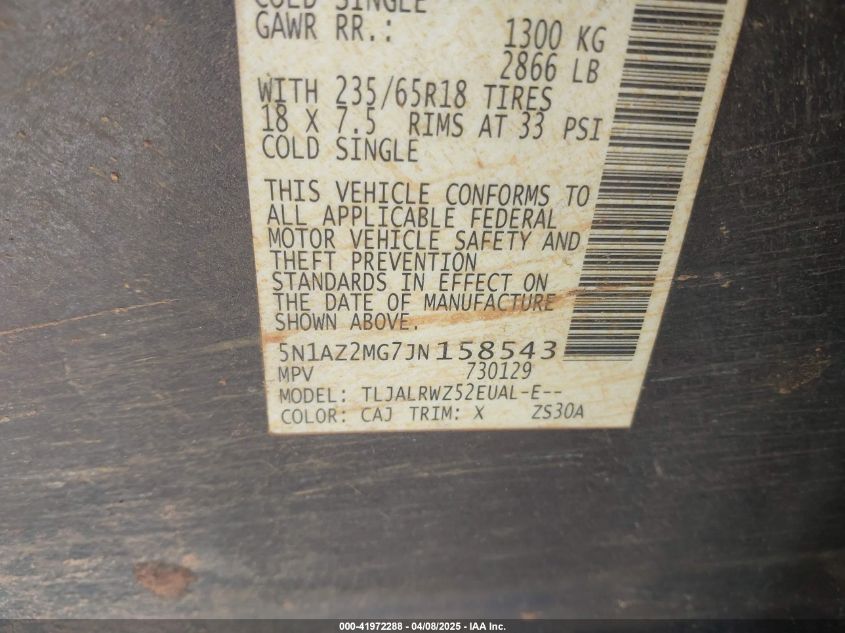 COLD SINGLE
GAWR RR.: 1300 KG
2866 LB
WITH 235/65R18 TIRES
18 X 7.5 RIMS AT 33 PSI
COLD SINGLE
THIS VEHICLE CONFORMS TO
ALL APPLICABLE FEDERAL
MOTOR VEHICLE SAFETY AND
THEFT PREVENTION
STANDARDS IN EFFECT ON
THE DATE OF MANUFACTURE
SHOWN ABOVE.
5N1AZ2MG7JN158543
MPV 730129
MODEL: TLJALRWZ52EUAL-E--
COLOR: CAJ TRIM: X ZS30A
000-41972288 - 04/08/2025 - IAA Inc.